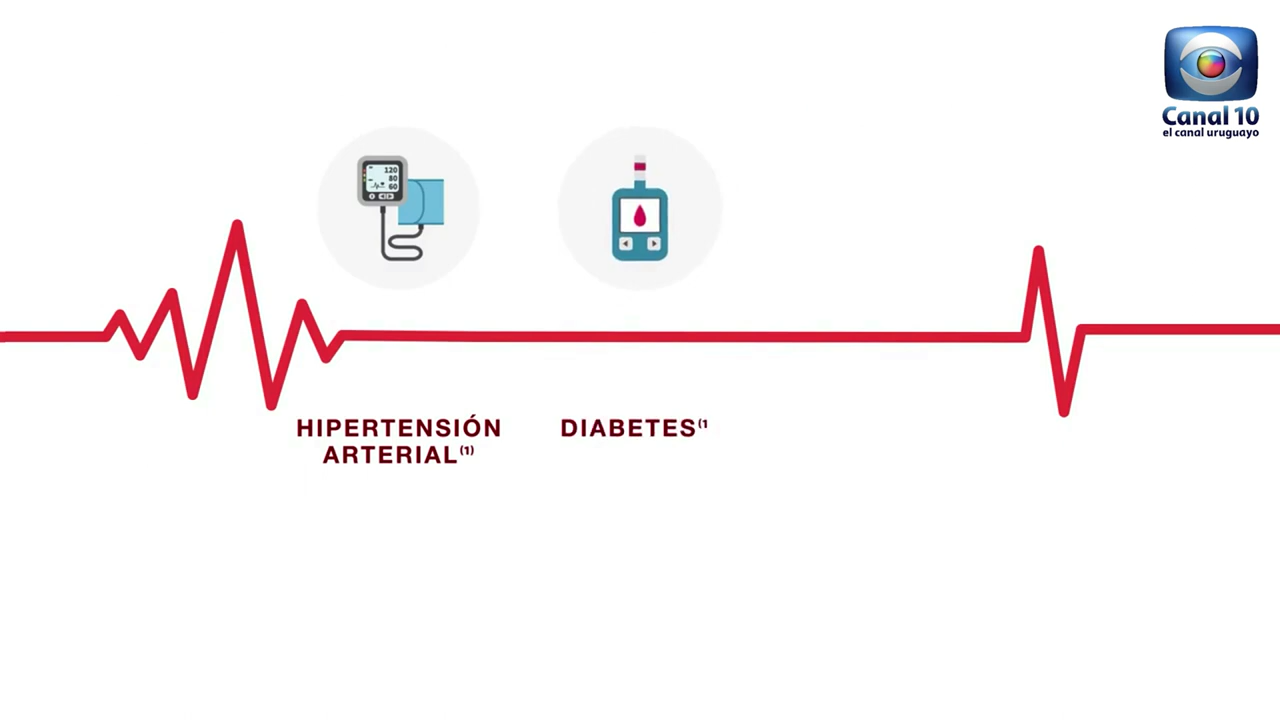 Canal 10
el canal uruguayo
120
80
60
HIPERTENSIÓN
ARTERIAL(1)
DIABETES(1